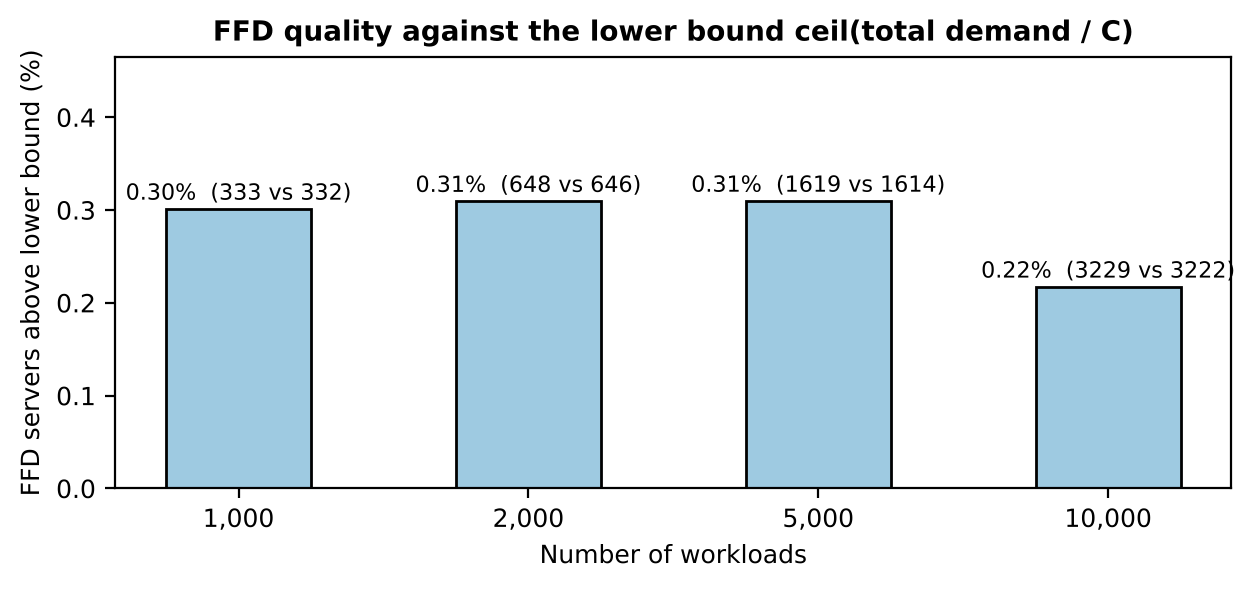 FFD quality against the lower bound ceil(total demand / C)
FFD servers above lower bound (%)
0.4
0.3
0.2
0.1
0.0
0.30%  (333 vs 332)
0.31%  (648 vs 646)
0.31%  (1619 vs 1614)
0.22%  (3229 vs 3222)
1,000
2,000
5,000
10,000
Number of workloads